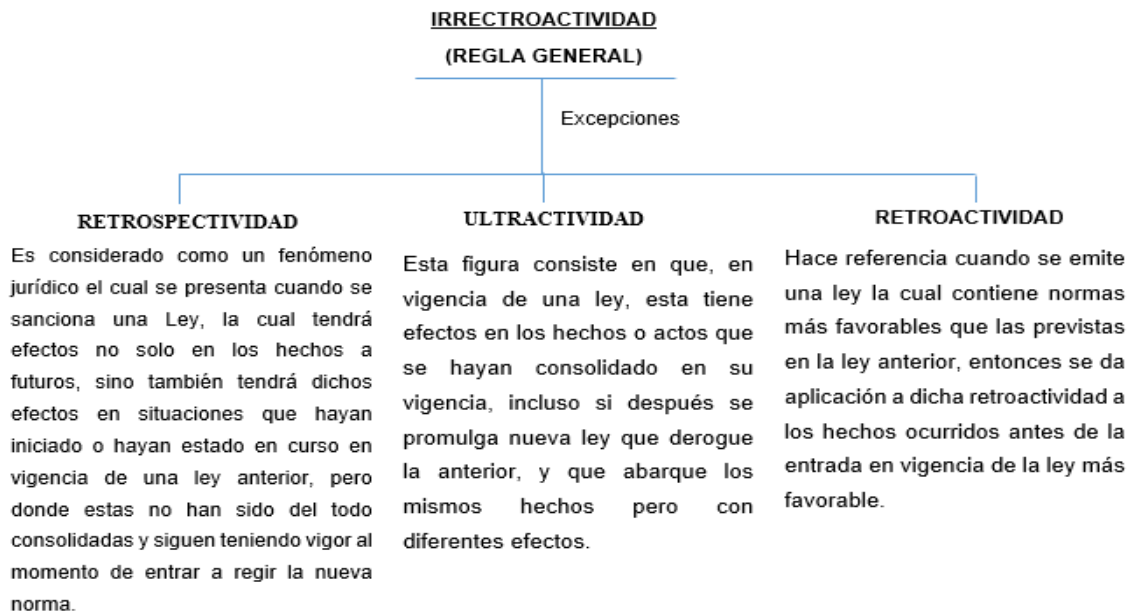 IRRECTROACTIVIDAD
(REGLA GENERAL)
Excepciones
RETROSPECTIVIDAD
Es considerado como un fenómeno
jurídico el cual se presenta cuando se
sanciona una Ley, la cual tendrá
efectos no solo en los hechos a
futuros, sino también tendrá dichos
efectos en situaciones que hayan
iniciado o hayan estado en curso en
vigencia de una ley anterior, pero
donde estas no han sido del todo
consolidadas y siguen teniendo vigor al
momento de entrar a regir la nueva
norma.
ULTRACTIVIDAD
Esta figura consiste en que, en
vigencia de una ley, esta tiene
efectos en los hechos o actos que
se hayan consolidado en su
vigencia, incluso si después se
promulga nueva ley que derogue
la anterior, y que abarque los
mismos hechos pero con
diferentes efectos.
RETROACTIVIDAD
Hace referencia cuando se emite
una ley la cual contiene normas
más favorables que las previstas
en la ley anterior, entonces se da
aplicación a dicha retroactividad a
los hechos ocurridos antes de la
entrada en vigencia de la ley más
favorable.